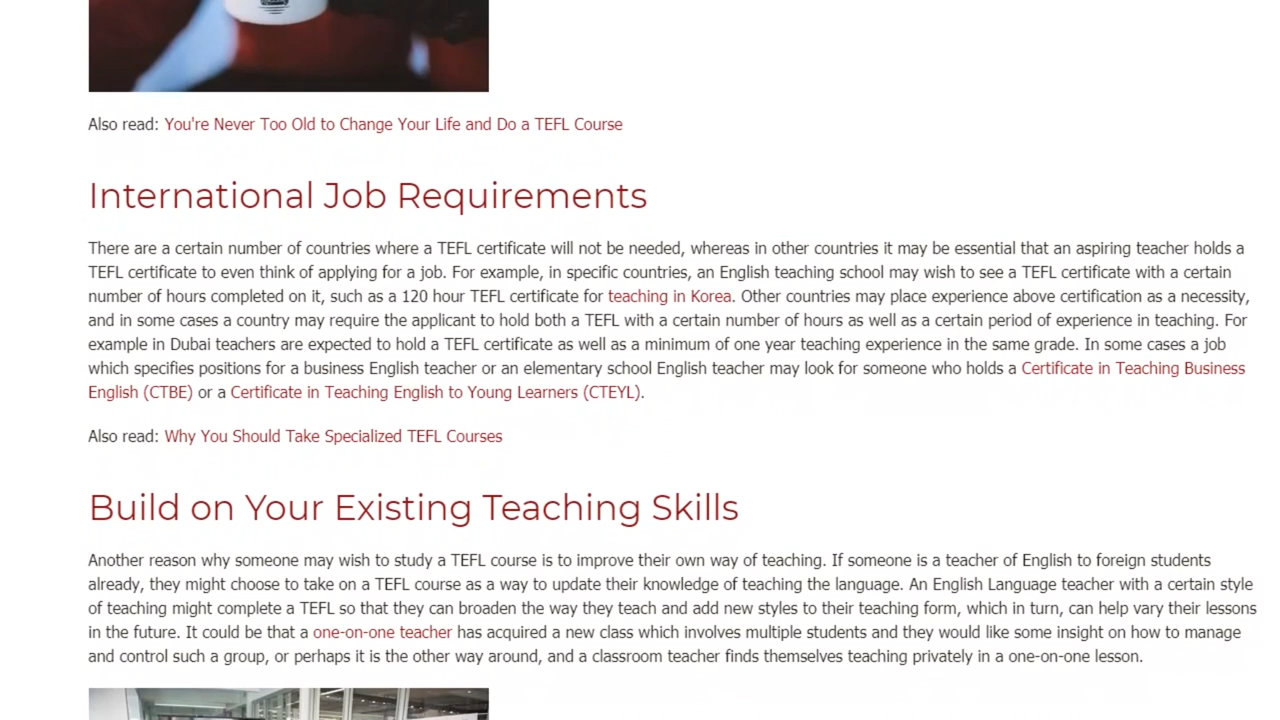 Also read: You're Never Too Old to Change Your Life and Do a TEFL Course
International Job Requirements
There are a certain number of countries where a TEFL certificate will not be needed, whereas in other countries it may be essential that an aspiring teacher holds a
TEFL certificate to even think of applying for a job. For example, in specific countries, an English teaching school may wish to see a TEFL certificate with a certain
number of hours completed on it, such as a 120 hour TEFL certificate for teaching in Korea. Other countries may place experience above certification as a necessity,
and in some cases a country may require the applicant to hold both a TEFL with a certain number of hours as well as a certain period of experience in teaching. For
example in Dubai teachers are expected to hold a TEFL certificate as well as a minimum of one year teaching experience in the same grade. In some cases a job
which specifies positions for a business English teacher or an elementary school English teacher may look for someone who holds a Certificate in Teaching Business
English (CTBE) or a Certificate in Teaching English to Young Learners (CTEYL).
Also read: Why You Should Take Specialized TEFL Courses
Build on Your Existing Teaching Skills
Another reason why someone may wish to study a TEFL course is to improve their own way of teaching. If someone is a teacher of English to foreign students
already, they might choose to take on a TEFL course as a way to update their knowledge of teaching the language. An English Language teacher with a certain style
of teaching might complete a TEFL so that they can broaden the way they teach and add new styles to their teaching form, which in turn, can help vary their lessons
in the future. It could be that a one-on-one teacher has acquired a new class which involves multiple students and they would like some insight on how to manage
and control such a group, or perhaps it is the other way around, and a classroom teacher finds themselves teaching privately in a one-on-one lesson.